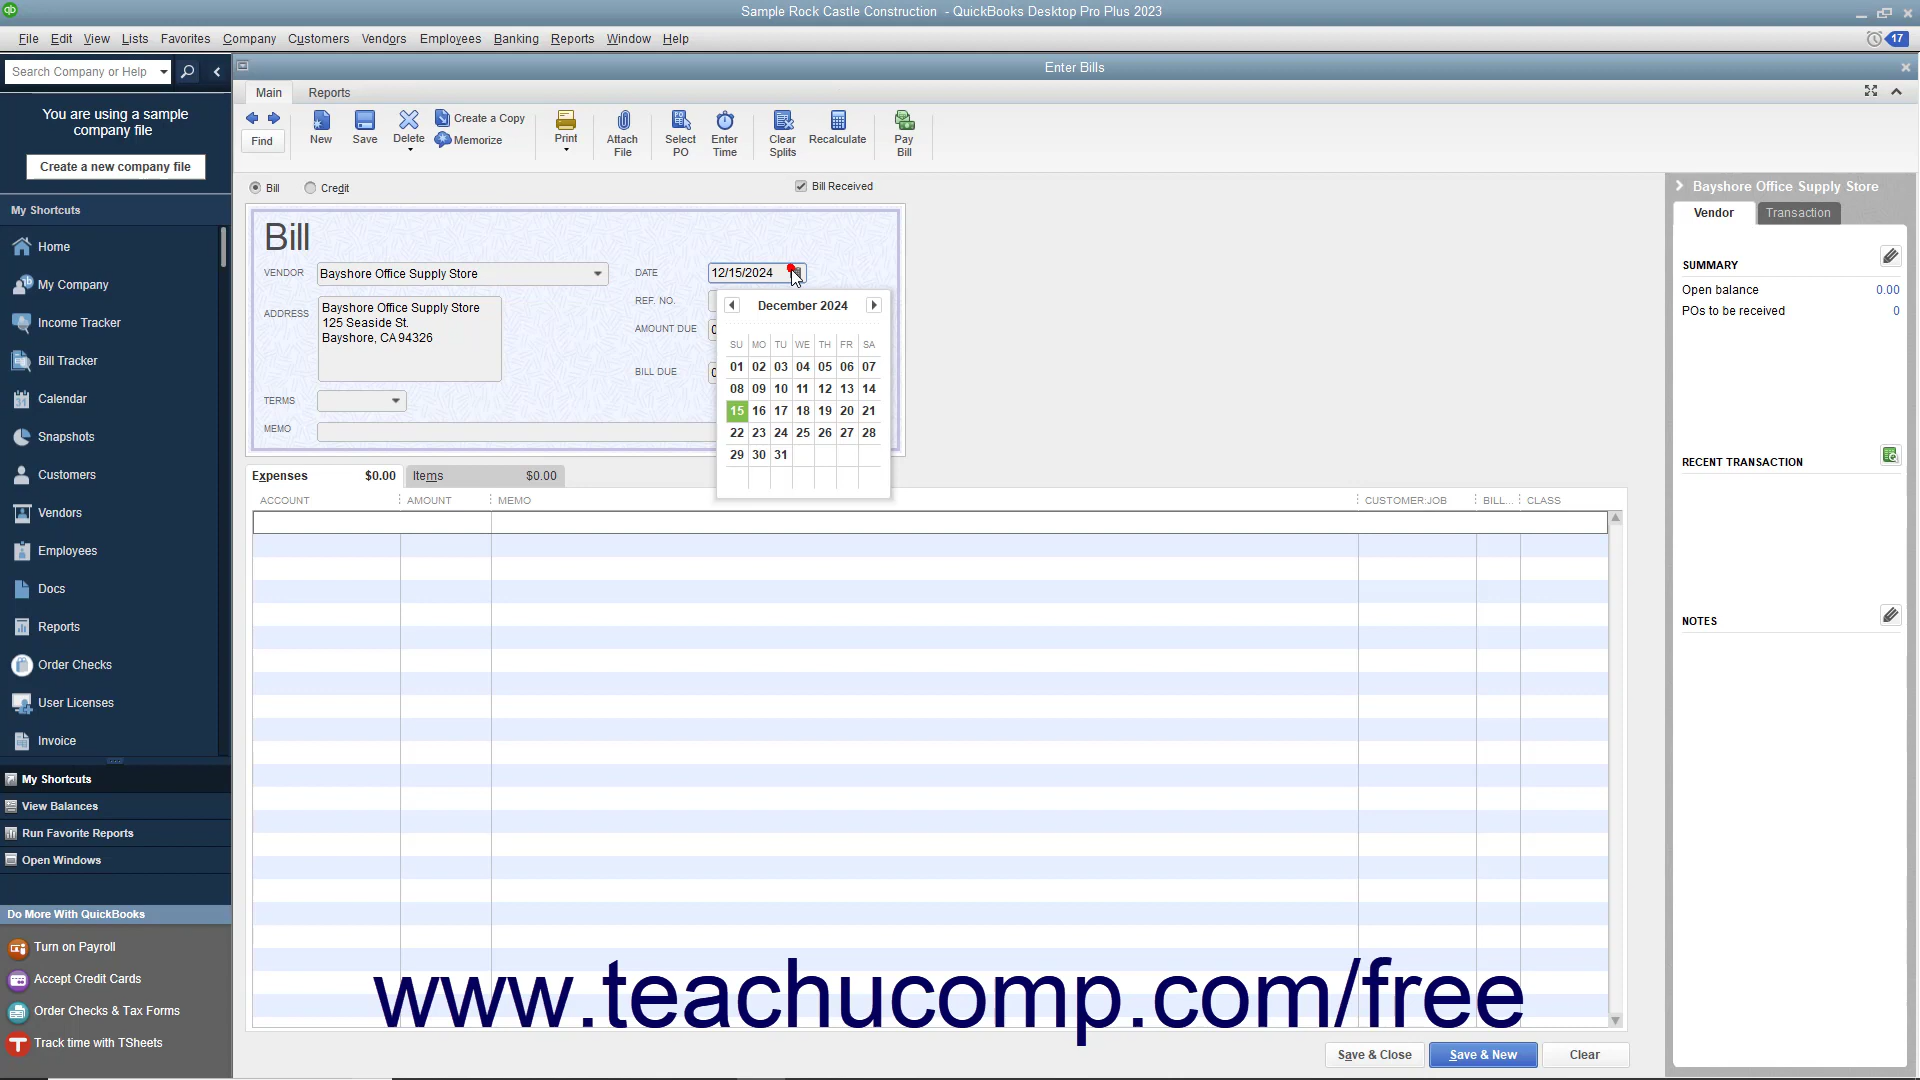 Sample Rock Castle Construction - QuickBooks Desktop Pro Plus 2023
File Edit View Lists Favorites Company Customers Vendors Employees Banking Reports Window Help
17
Search Company or Help
Enter Bills
You are using a sample
company file
Create a new company file
My Shortcuts
Home
My Company
Income Tracker
Bill Tracker
Calendar
Snapshots
Customers
Vendors
Employees
Docs
Reports
Order Checks
User Licenses
Invoice
My Shortcuts
View Balances
Run Favorite Reports
Open Windows
Do More With QuickBooks
Turn on Payroll
Accept Credit Cards
Order Checks & Tax Forms
Track time with TSheets
Main Reports
Find
New
Save
Delete
Create a Copy
Memorize
Print
Attach
File
Select
PO
Enter
Time
Clear
Splits
Recalculate
Pay
Bill
Bill Credit Bill Received
Bill
VENDOR Bayshore Office Supply Store
ADDRESS
Bayshore Office Supply Store
125 Seaside St.
Bayshore, CA 94326
TERMS
MEMO
DATE 12/15/2024
REF. NO.
AMOUNT DUE 0
BILL DUE 0
December 2024
SU MO TU WE TH FR SA
01 02 03 04 05 06 07
08 09 10 11 12 13 14
15 16 17 18 19 20 21
22 23 24 25 26 27 28
29 30 31
Expenses $0.00 Items $0.00
ACCOUNT AMOUNT MEMO CUSTOMER:JOB BILL... CLASS
www.teachucomp.com/free
Save & Close Save & New Clear
Bayshore Office Supply Store
Vendor Transaction
SUMMARY
Open balance 0.00
POs to be received 0
RECENT TRANSACTION
NOTES